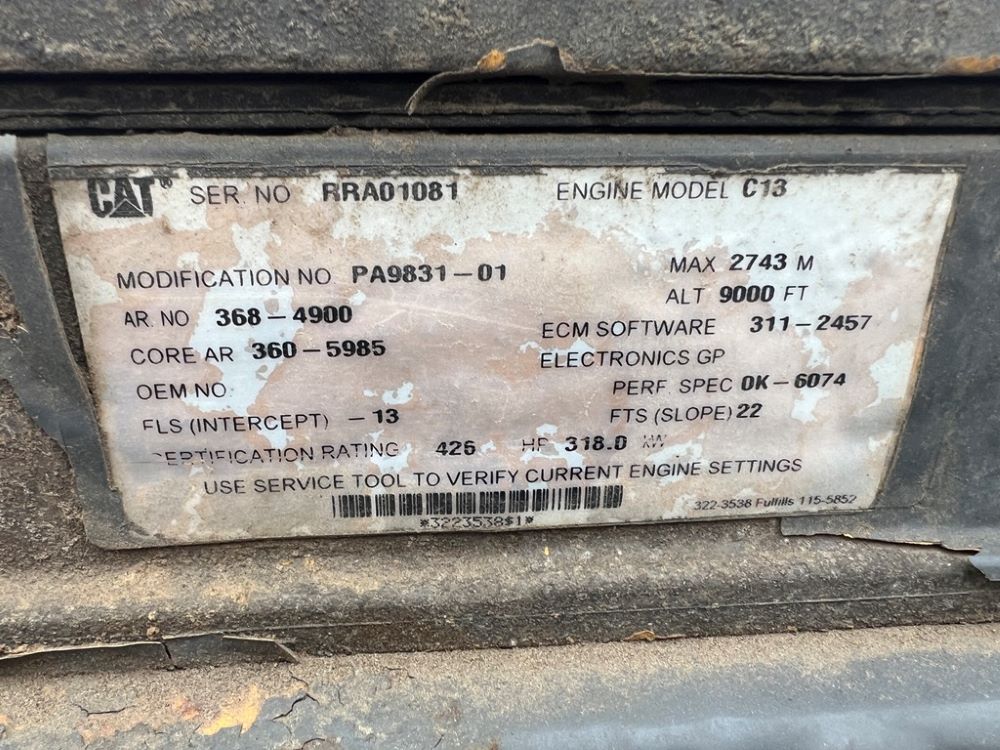 CAT® SER. NO RRA01081 ENGINE MODEL C13
MODIFICATION NO. PA9831-01 MAX 2743 M
ALT 9000 FT
AR. NO 368-4900
ECM SOFTWARE 311-2457
CORE AR 360-5985
ELECTRONICS GP
OEM NO.
PERF SPEC 0K-6074
FLS (INTERCEPT) -13 FTS (SLOPE) 22
CERTIFICATION RATING 426 HP 318.0 kW
USE SERVICE TOOL TO VERIFY CURRENT ENGINE SETTINGS
322-3538 Fulfills 115-5852
*3223538$1*